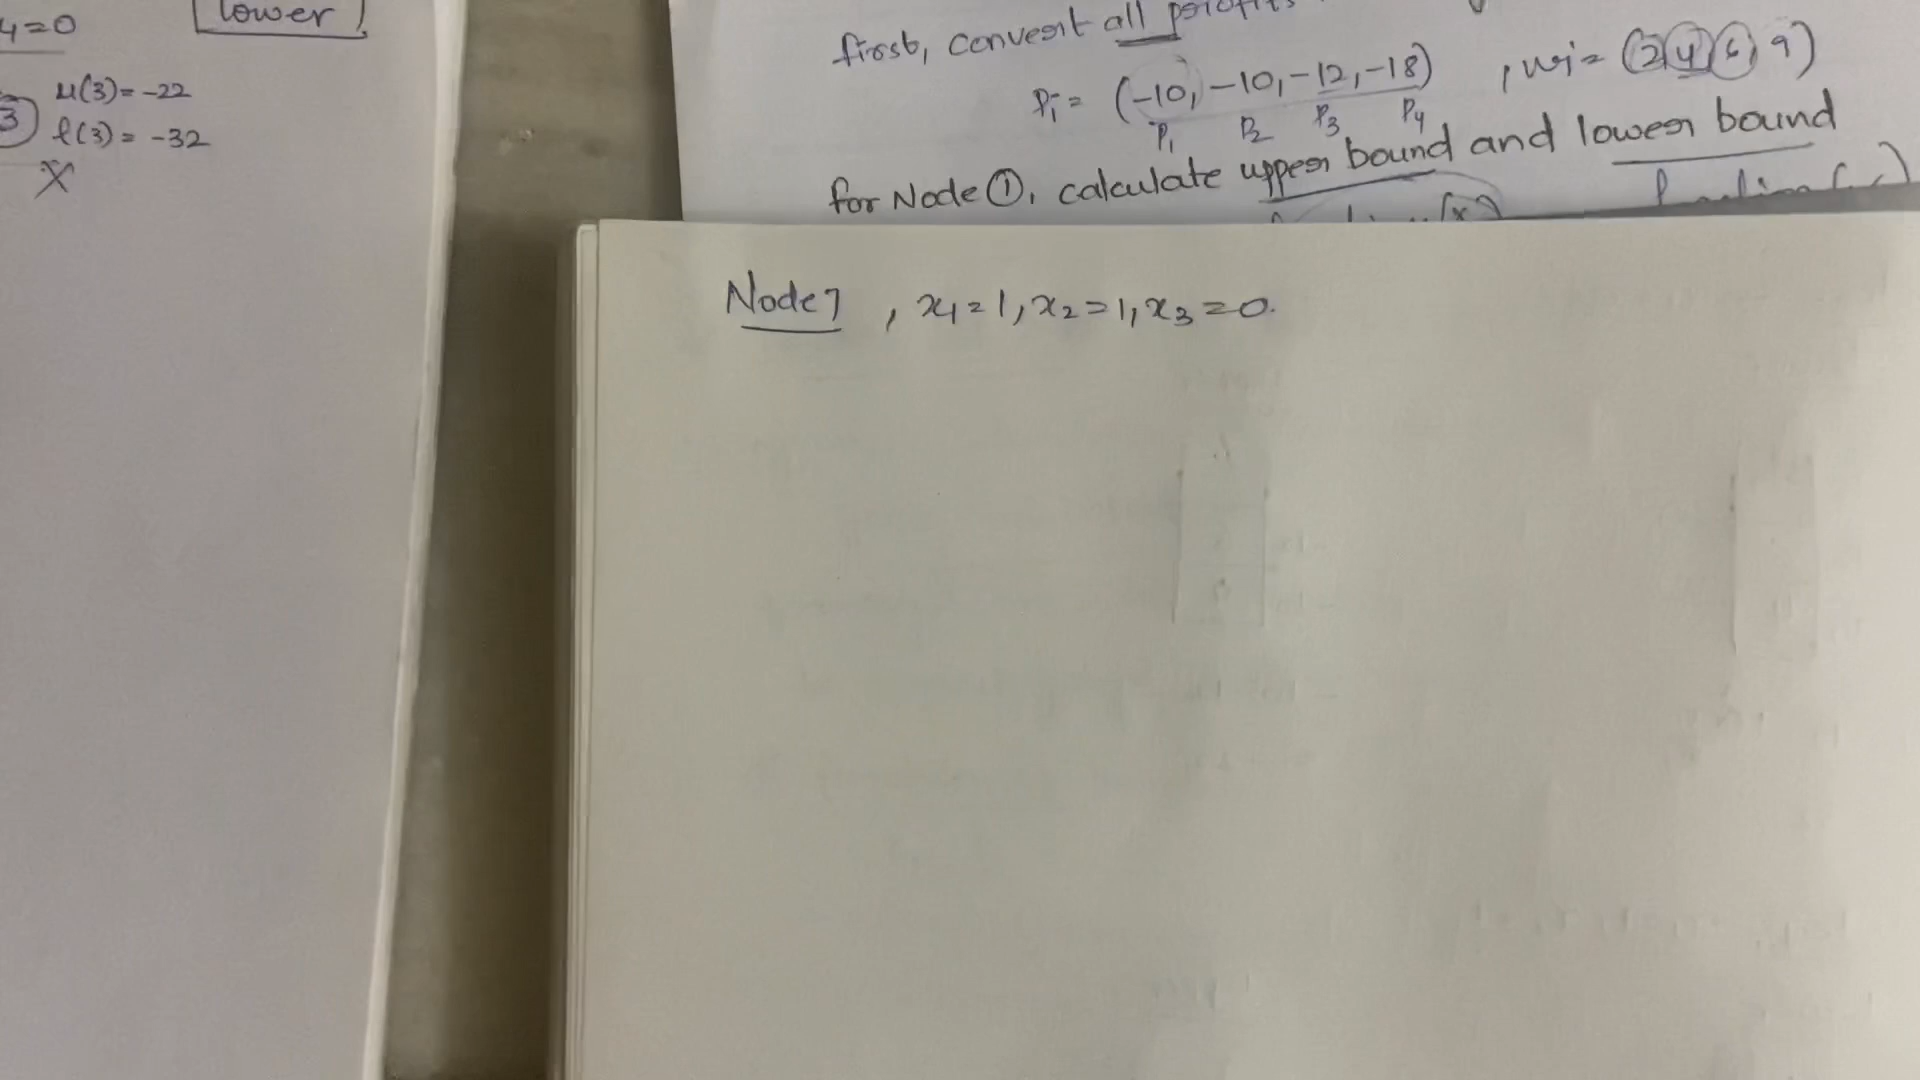 4=0
lower
3
u(3)= -22
l(3)= -32
X
first, convert all profits
Pi = (-10, -10, -12, -18) , wi = (2, 4, 6, 9)
P1 P2 P3 P4
for Node ①, calculate upper bound and lower bound
Node 7 , x1 = 1, x2 = 1, x3 = 0.